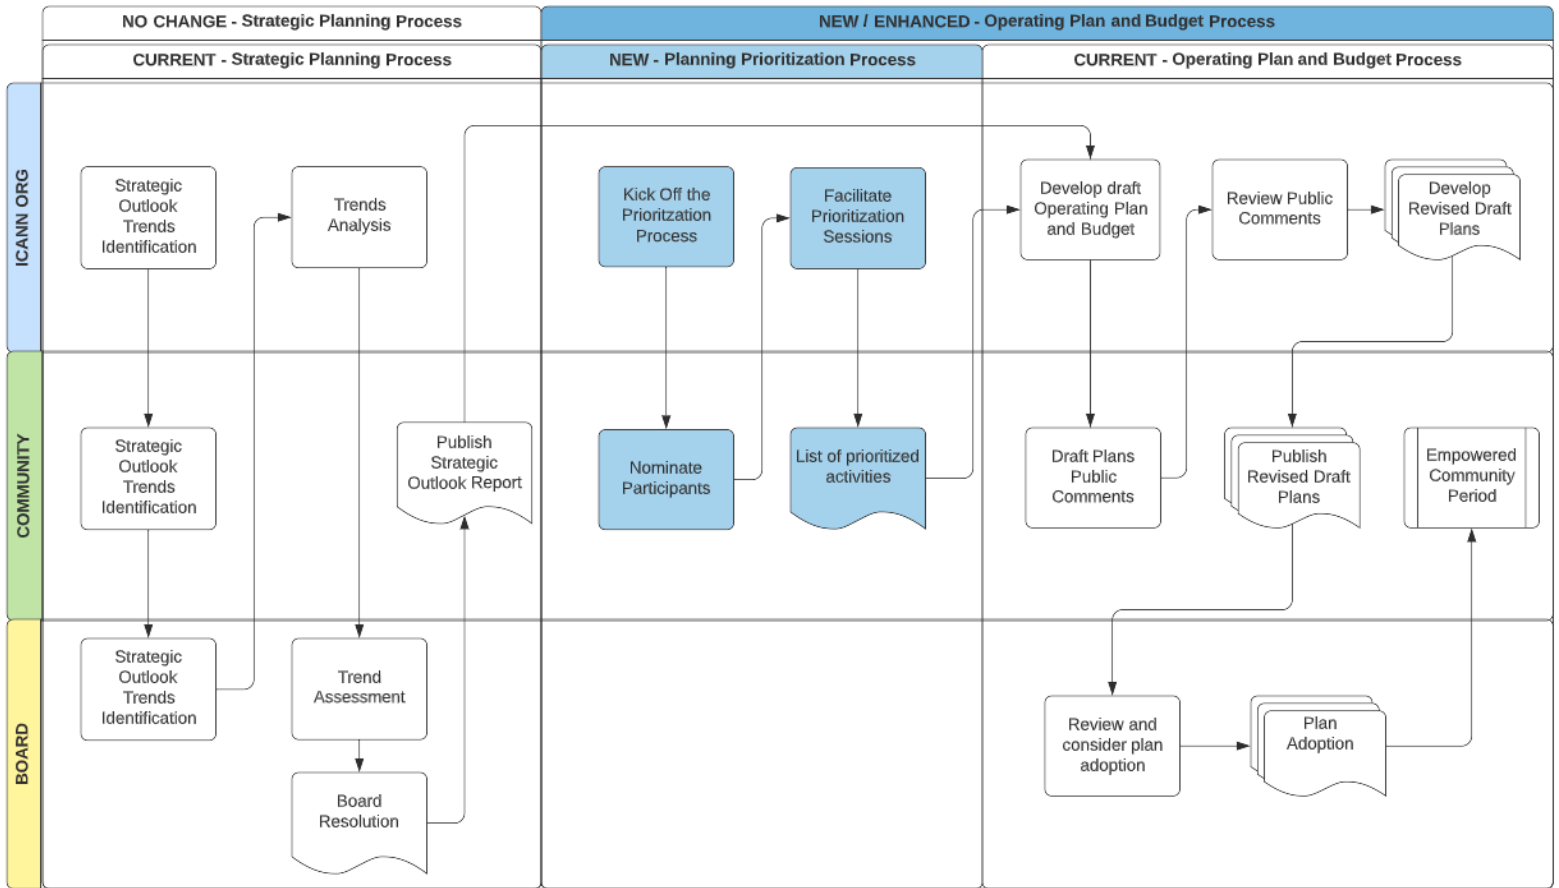 NO CHANGE - Strategic Planning Process
NEW / ENHANCED - Operating Plan and Budget Process
CURRENT - Strategic Planning Process
NEW - Planning Prioritization Process
CURRENT - Operating Plan and Budget Process
ICANN ORG
Strategic
Outlook
Trends
Identification
Trends
Analysis
Kick Off the
Prioritzation
Process
Facilitate
Prioritization
Sessions
Develop draft
Operating Plan
and Budget
Review Public
Comments
Develop
Revised Draft
Plans
COMMUNITY
Strategic
Outlook
Trends
Identification
Publish
Strategic
Outlook Report
Nominate
Participants
List of prioritized
activities
Draft Plans
Public
Comments
Publish
Revised Draft
Plans
Empowered
Community
Period
BOARD
Strategic
Outlook
Trends
Identification
Trend
Assessment
Board
Resolution
Review and
consider plan
adoption
Plan
Adoption